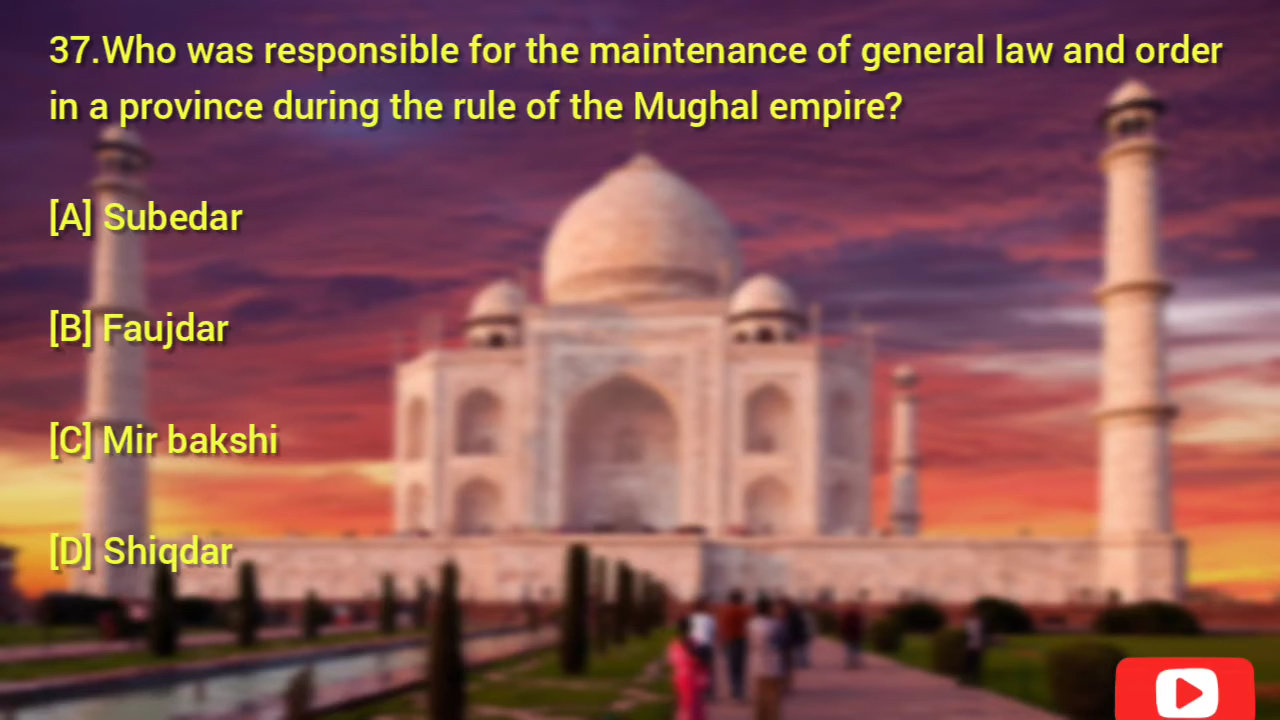 37.Who was responsible for the maintenance of general law and order
in a province during the rule of the Mughal empire?
[A] Subedar
[B] Faujdar
[C] Mir bakshi
[D] Shiqdar